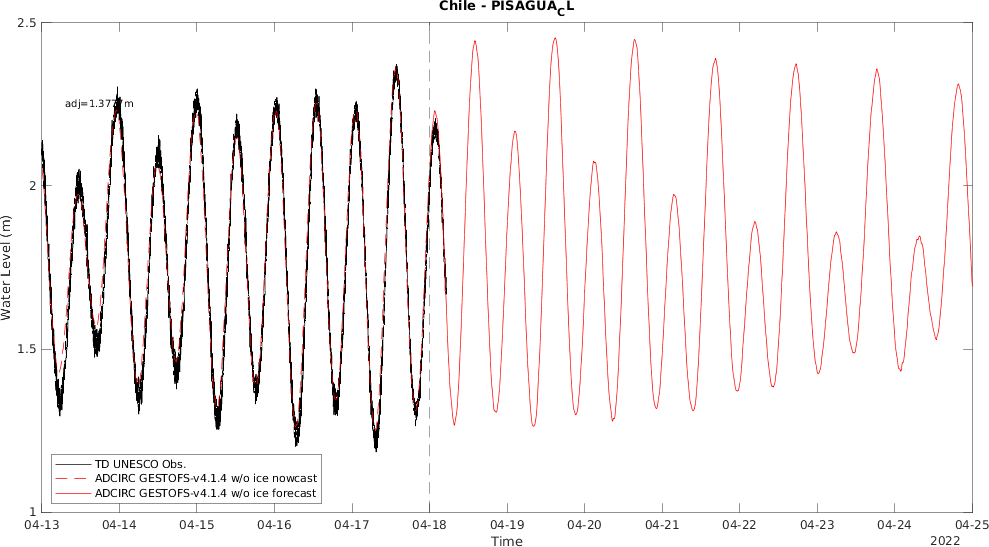 Chile - PISAGUA_CL
2.5
adj=1.3777m
2
Water Level (m)
1.5
TD UNESCO Obs.
ADCIRC GESTOFS-v4.1.4 w/o ice nowcast
ADCIRC GESTOFS-v4.1.4 w/o ice forecast
1
04-13 04-14 04-15 04-16 04-17 04-18 04-19 04-20 04-21 04-22 04-23 04-24 04-25
Time
2022